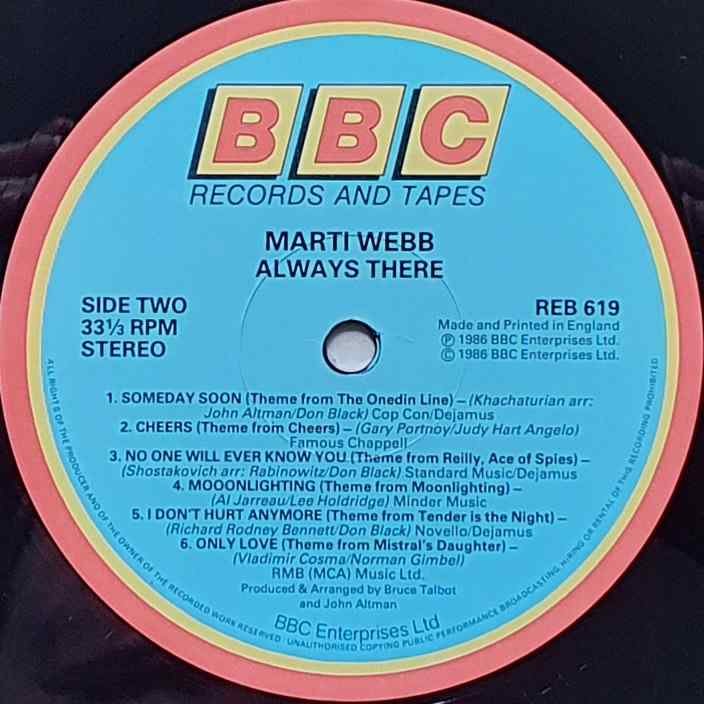 BBC
RECORDS AND TAPES
MARTI WEBB
ALWAYS THERE
SIDE TWO
33⅓ RPM
STEREO
REB 619
Made and Printed in England
Ⓟ 1986 BBC Enterprises Ltd.
© 1986 BBC Enterprises Ltd.
1. SOMEDAY SOON (Theme from The Onedin Line) – (Khachaturian arr:
John Altman/Don Black) Cop Con/Dejamus
2. CHEERS (Theme from Cheers) – (Gary Portnoy/Judy Hart Angelo)
Famous Chappell
3. NO ONE WILL EVER KNOW YOU (Theme from Reilly, Ace of Spies) –
(Shostakovich arr: Rabinowitz/Don Black) Standard Music/Dejamus
4. MOOONLIGHTING (Theme from Moonlighting) –
(Al Jarreau/Lee Holdridge) Minder Music
5. I DON'T HURT ANYMORE (Theme from Tender is the Night) –
(Richard Rodney Bennett/Don Black) Novello/Dejamus
6. ONLY LOVE (Theme from Mistral's Daughter) –
(Vladimir Cosma/Norman Gimbel)
RMB (MCA) Music Ltd.
Produced & Arranged by Bruce Talbot
and John Altman
BBC Enterprises Ltd
ALL RIGHTS OF THE PRODUCER AND OF THE OWNER OF THE RECORDED WORK RESERVED · UNAUTHORISED COPYING PUBLIC PERFORMANCE BROADCASTING, HIRING OR RENTAL OF THIS RECORDING PROHIBITED